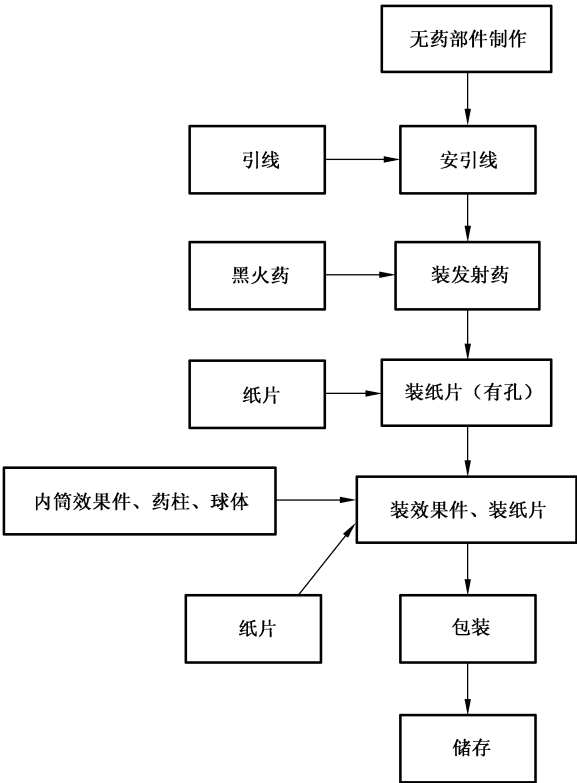 无药部件制作
引线
安引线
黑火药
装发射药
纸片
装纸片（有孔）
内筒效果件、药柱、球体
装效果件、装纸片
纸片
包装
储存